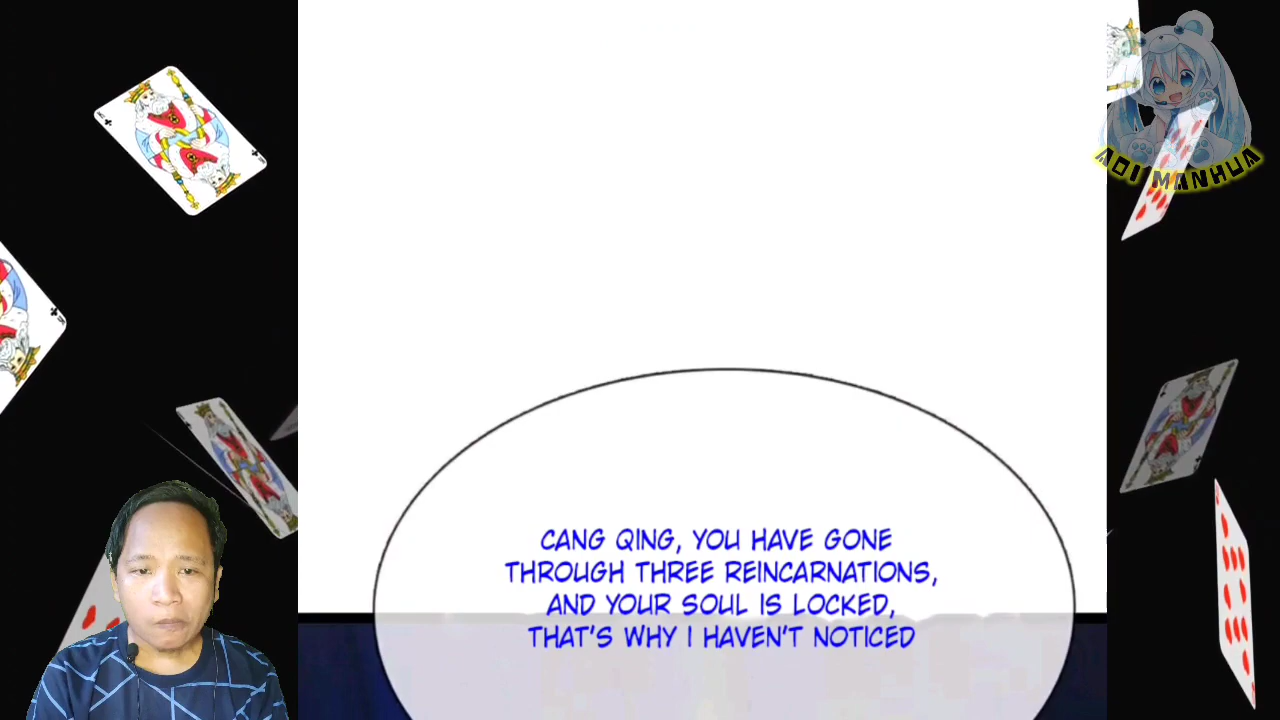 AOI MANHUA
CANG QING, YOU HAVE GONE
THROUGH THREE REINCARNATIONS,
AND YOUR SOUL IS LOCKED,
THAT'S WHY I HAVEN'T NOTICED